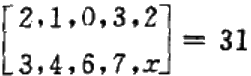 [2,1,0,3,2
3,4,6,7,x] = 31